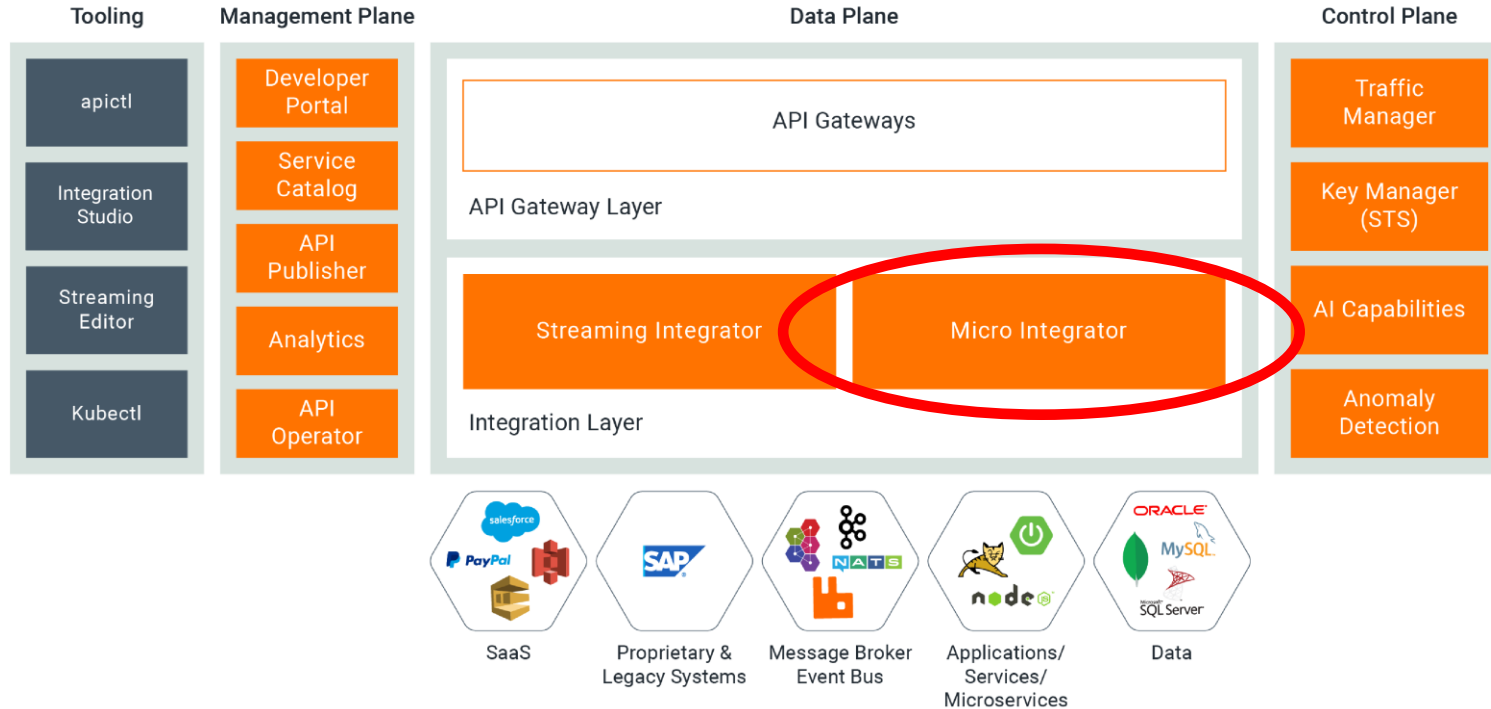 Tooling
Management Plane
Data Plane
Control Plane
apictl
Integration
Studio
Streaming
Editor
Kubectl
Developer
Portal
Service
Catalog
API
Publisher
Analytics
API
Operator
API Gateways
API Gateway Layer
Streaming Integrator
Micro Integrator
Integration Layer
Traffic
Manager
Key Manager
(STS)
AI Capabilities
Anomaly
Detection
salesforce
PayPal
SaaS
SAP
Proprietary &
Legacy Systems
NATS
Message Broker
Event Bus
node
Applications/
Services/
Microservices
ORACLE
MySQL
Microsoft
SQL Server
Data